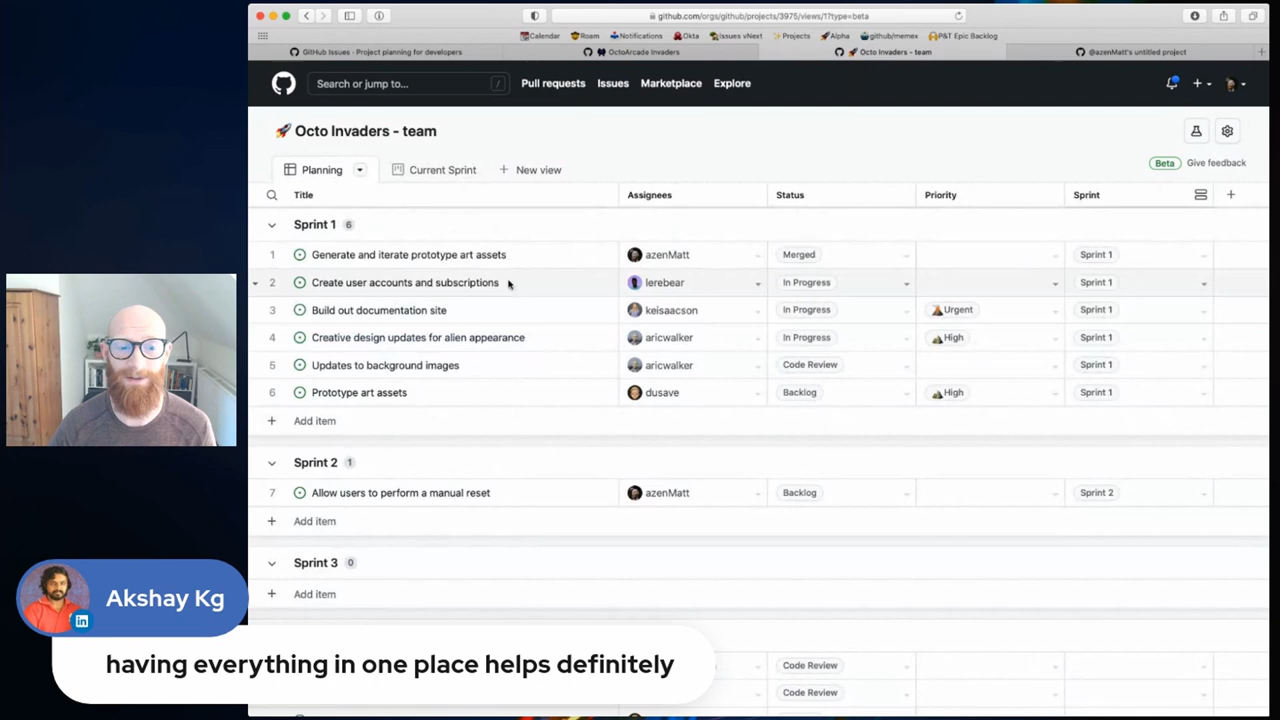 github.com/orgs/github/projects/3975/views/1?type=beta
Calendar Roam Notifications Okta Issues vNext Projects Alpha github/memex P&T Epic Backlog
GitHub Issues · Project planning for developers OctoArcade Invaders Octo Invaders · team @azenMatt's untitled project
Search or jump to... / Pull requests Issues Marketplace Explore
Octo Invaders - team
Planning Current Sprint + New view Beta Give feedback
Title Assignees Status Priority Sprint
Sprint 1 6
1 Generate and iterate prototype art assets azenMatt Merged Sprint 1
2 Create user accounts and subscriptions lerebear In Progress Sprint 1
3 Build out documentation site keisaacson In Progress Urgent Sprint 1
4 Creative design updates for alien appearance aricwalker In Progress High Sprint 1
5 Updates to background images aricwalker Code Review Sprint 1
6 Prototype art assets dusave Backlog High Sprint 1
+ Add item
Sprint 2 1
7 Allow users to perform a manual reset azenMatt Backlog Sprint 2
+ Add item
Sprint 3 0
+ Add item
Code Review
Code Review
Akshay Kg
in
having everything in one place helps definitely